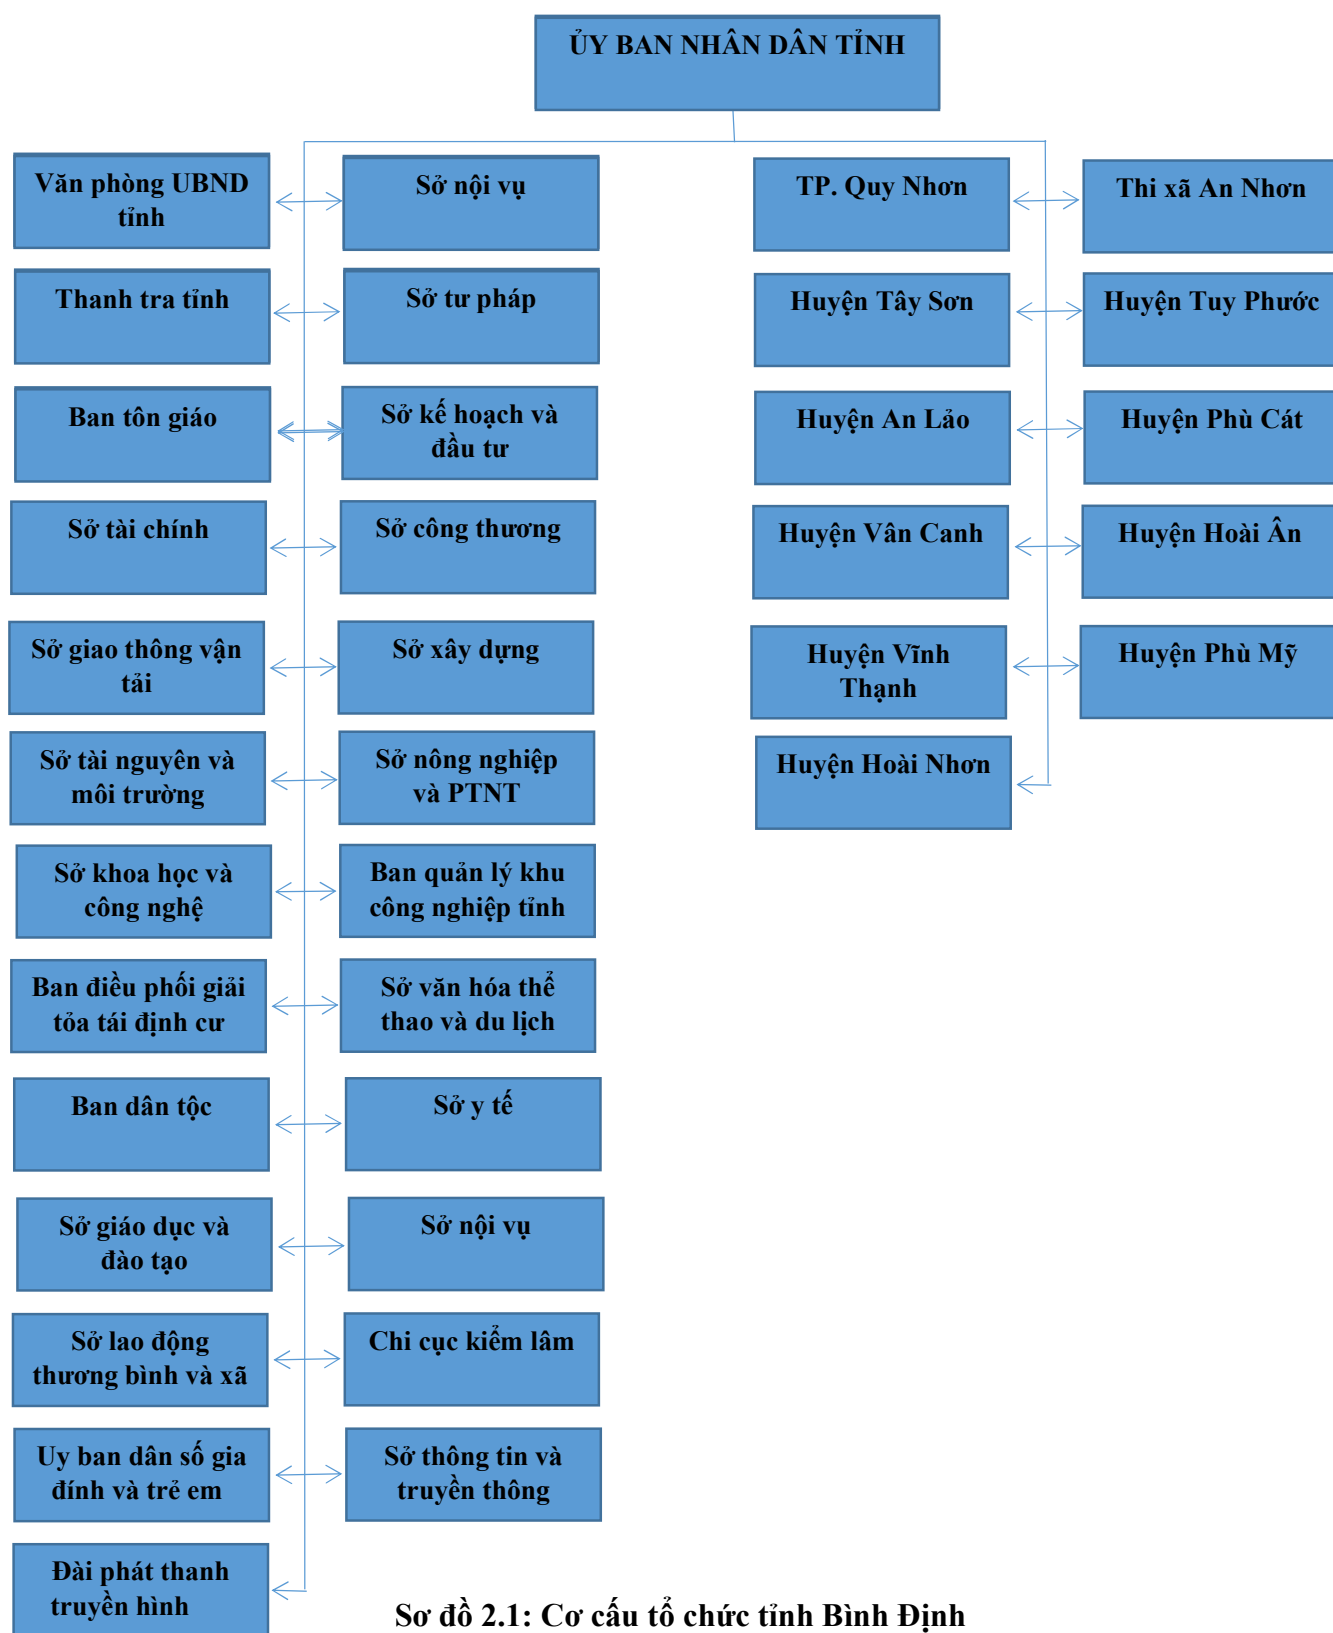 ỦY BAN NHÂN DÂN TỈNH
Văn phòng UBND
tỉnh
Sở nội vụ
TP. Quy Nhơn
Thi xã An Nhơn
Thanh tra tỉnh
Sở tư pháp
Huyện Tây Sơn
Huyện Tuy Phước
Ban tôn giáo
Sở kế hoạch và
đầu tư
Huyện An Lảo
Huyện Phù Cát
Sở tài chính
Sở công thương
Huyện Vân Canh
Huyện Hoài Ân
Sở giao thông vận
tải
Sở xây dựng
Huyện Vĩnh
Thạnh
Huyện Phù Mỹ
Sở tài nguyên và
môi trường
Sở nông nghiệp
và PTNT
Huyện Hoài Nhơn
Sở khoa học và
công nghệ
Ban quản lý khu
công nghiệp tỉnh
Ban điều phối giải
tỏa tái định cư
Sở văn hóa thể
thao và du lịch
Ban dân tộc
Sở y tế
Sở giáo dục và
đào tạo
Sở nội vụ
Sở lao động
thương bình và xã
Chi cục kiểm lâm
Uy ban dân số gia
đính và trẻ em
Sở thông tin và
truyền thông
Đài phát thanh
truyền hình
Sơ đồ 2.1: Cơ cấu tổ chức tỉnh Bình Định